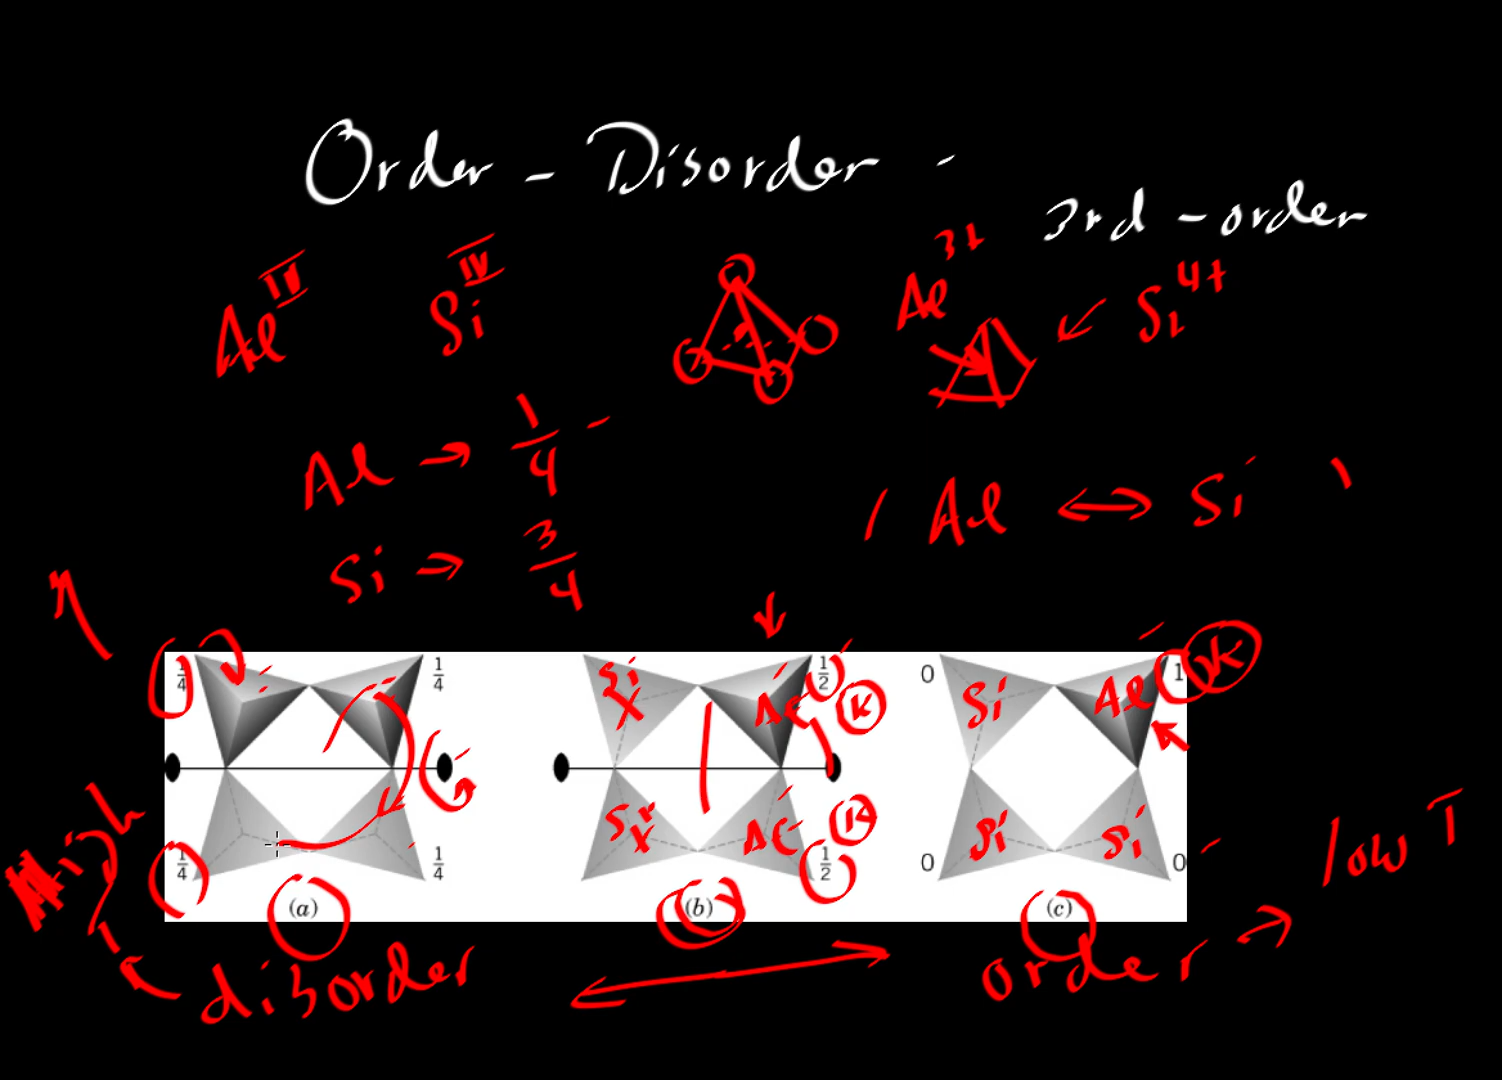 Order - Disorder -
3rd - order
Al IV Si IV Al 3+ Si 4+
Al → 1/4
Al ↔ Si
Si → 3/4
1/4 1/4 Si Al 1/2 K 0 Si Al 1 K
1/4 1/4 Si Al 1/2 K 0 Si Si 0
(a) (b) (c)
High disorder order → low T